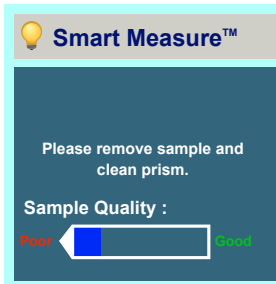 Smart Measure™
Please remove sample and
clean prism.
Sample Quality :
Poor Good